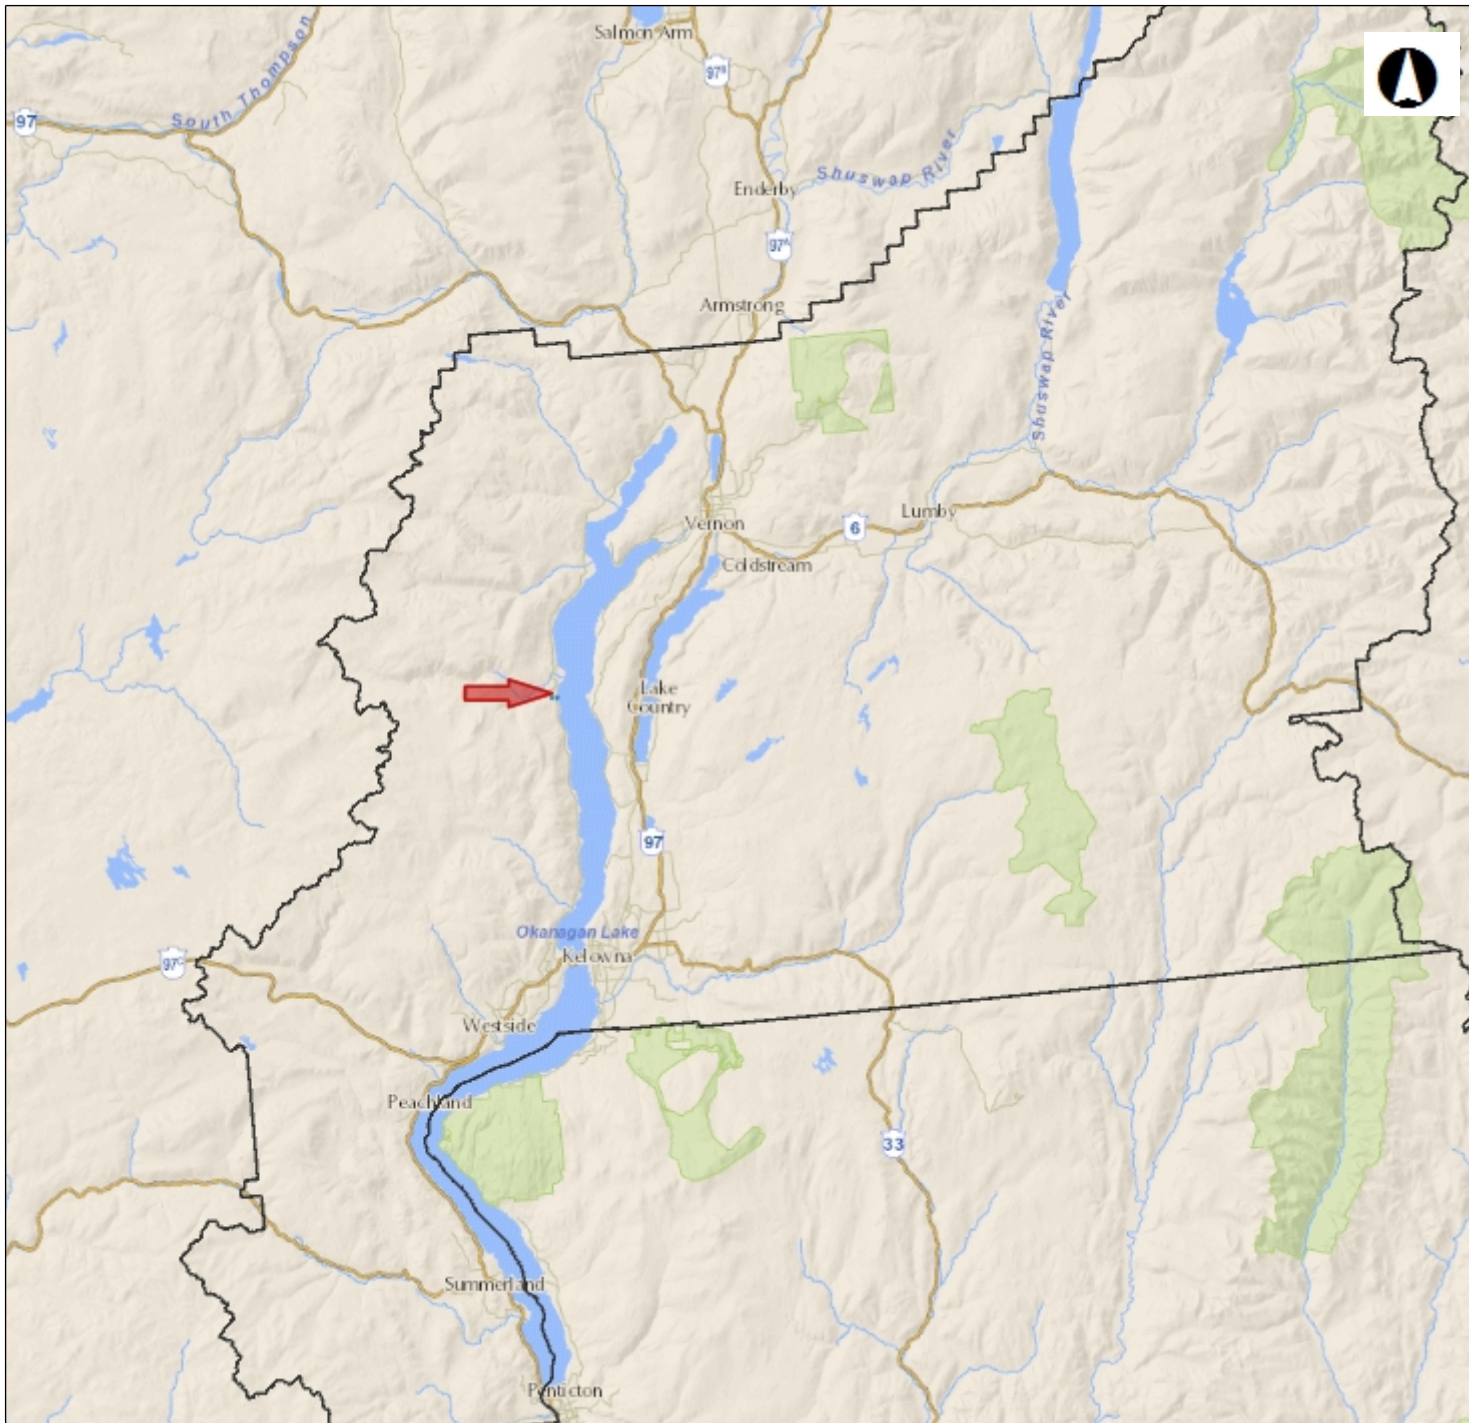 Salmon Arm
97B
South Thompson
97
Shuswap River
Enderby
97A
Armstrong
Shuswap River
Vernon
6
Lumby
Coldstream
Lake
Country
97
Okanagan Lake
Kelowna
97C
Westside
Peachland
33
Summerland
Penticton